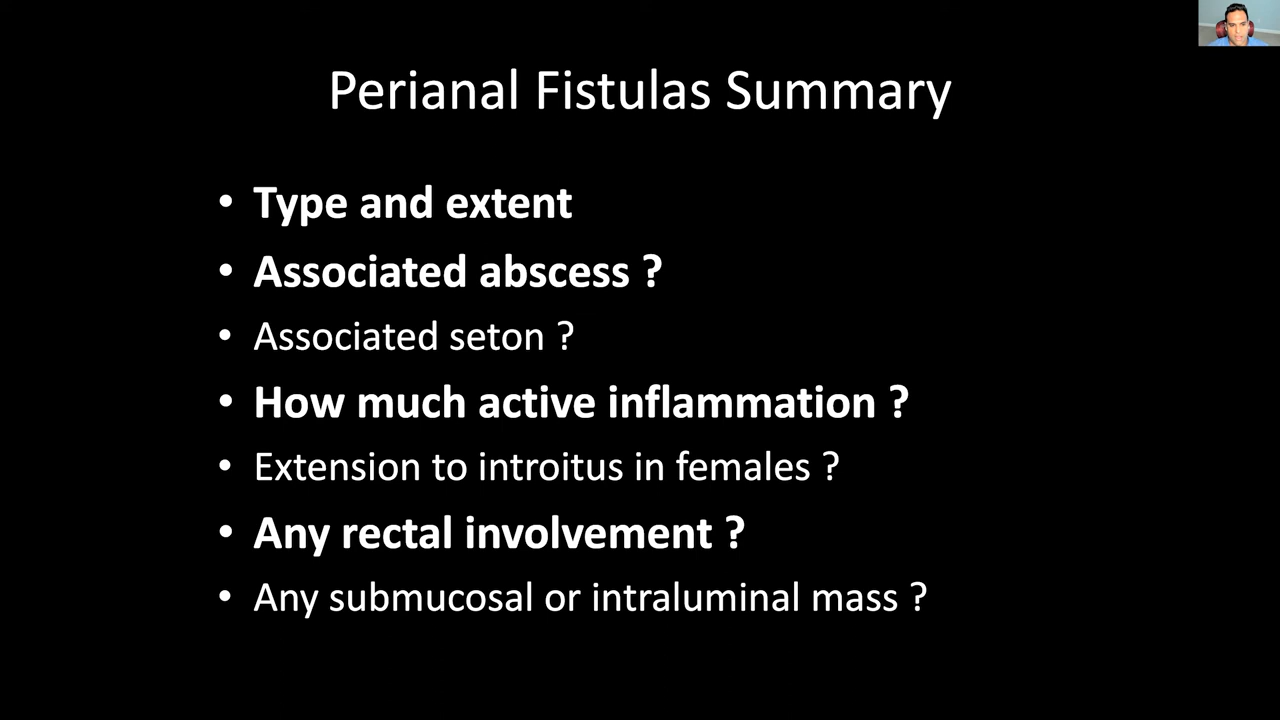 Perianal Fistulas Summary
• Type and extent
• Associated abscess ?
• Associated seton ?
• How much active inflammation ?
• Extension to introitus in females ?
• Any rectal involvement ?
• Any submucosal or intraluminal mass ?